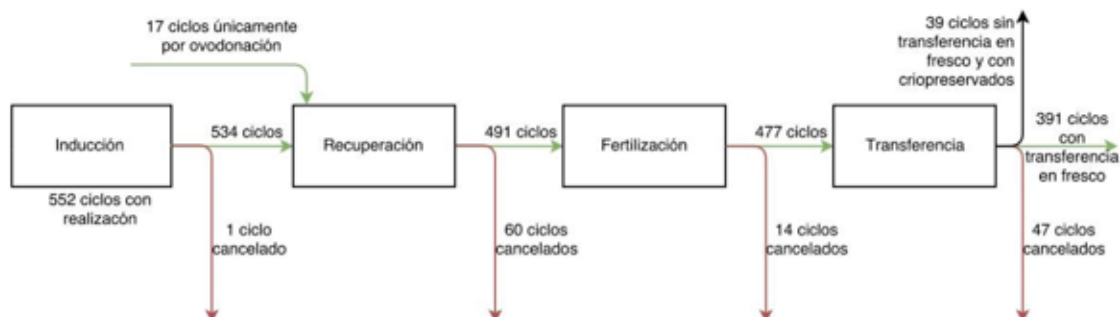 17 ciclos únicamente
por ovodonación
39 ciclos sin
transferencia en
fresco y con
criopreservados
Inducción
534 ciclos
Recuperación
491 ciclos
Fertilización
477 ciclos
Transferencia
391 ciclos
con
transferencia
en fresco
552 ciclos con
realizacón
1 ciclo
cancelado
60 ciclos
cancelados
14 ciclos
cancelados
47 ciclos
cancelados